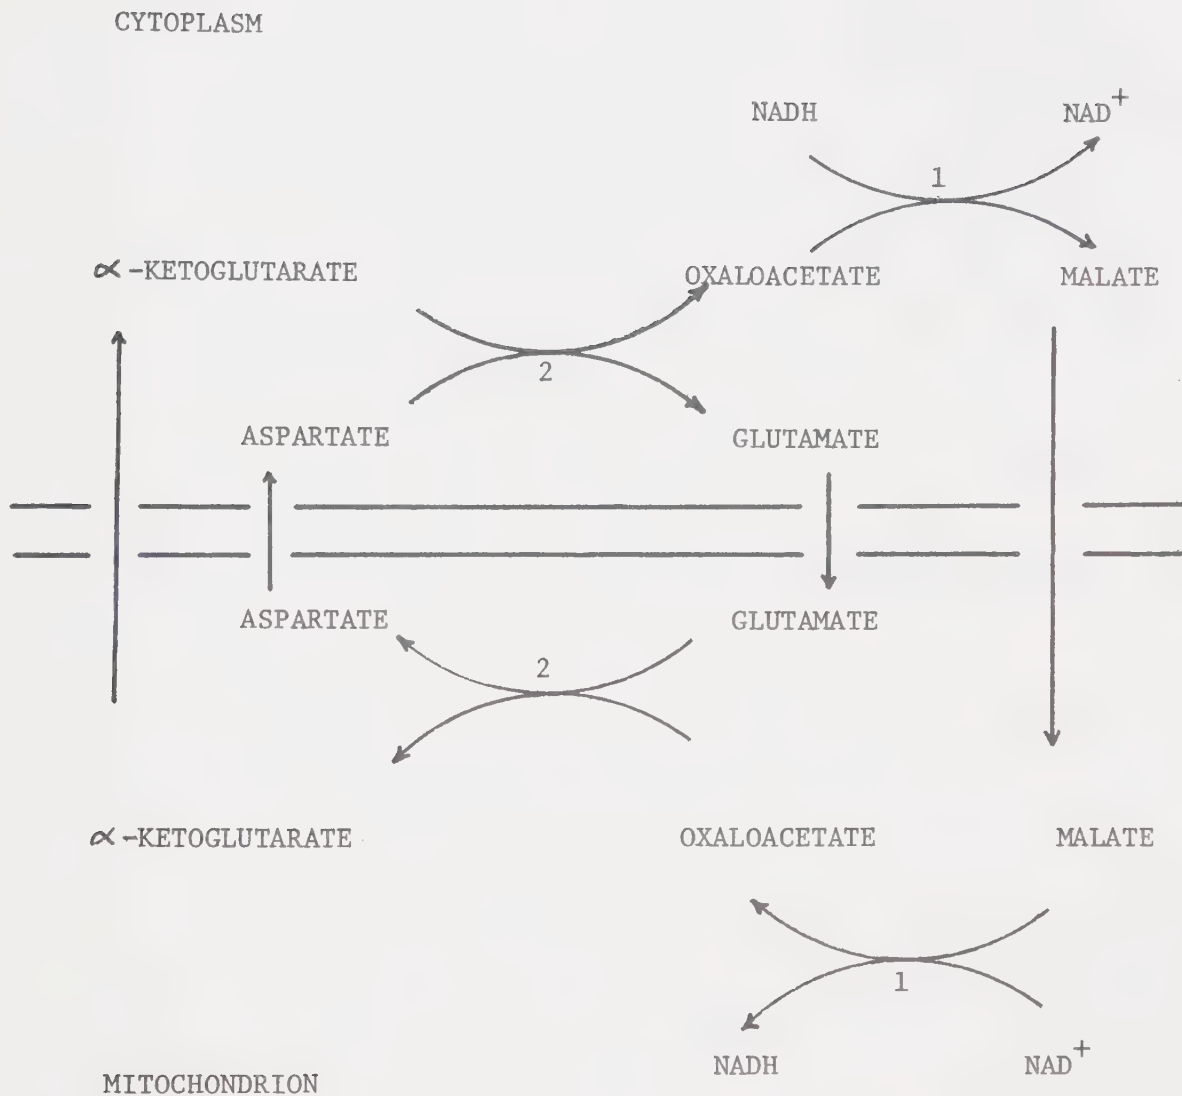 CYTOPLASM
NADH NAD+
1
α-KETOGLUTARATE OXALOACETATE MALATE
2
ASPARTATE GLUTAMATE
ASPARTATE GLUTAMATE
2
α-KETOGLUTARATE OXALOACETATE MALATE
1
NADH NAD+
MITOCHONDRION